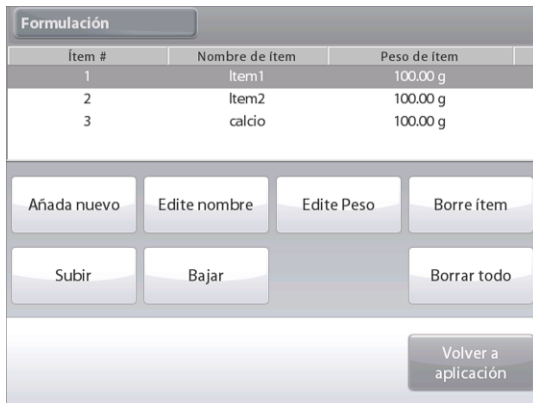 Formulación
Ítem # Nombre de ítem Peso de ítem
1 Item1 100.00 g
2 Item2 100.00 g
3 calcio 100.00 g
Añada nuevo Edite nombre Edite Peso Borre ítem
Subir Bajar Borrar todo
Volver a
aplicación